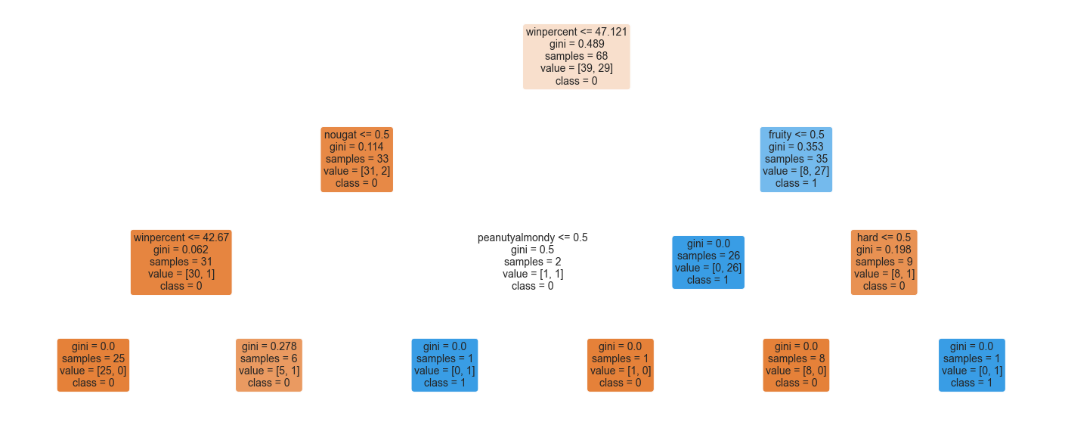 winpercent <= 47.121
gini = 0.489
samples = 68
value = [39, 29]
class = 0
nougat <= 0.5
gini = 0.114
samples = 33
value = [31, 2]
class = 0
fruity <= 0.5
gini = 0.353
samples = 35
value = [8, 27]
class = 1
winpercent <= 42.67
gini = 0.062
samples = 31
value = [30, 1]
class = 0
peanutyalmondy <= 0.5
gini = 0.5
samples = 2
value = [1, 1]
class = 0
gini = 0.0
samples = 26
value = [0, 26]
class = 1
hard <= 0.5
gini = 0.198
samples = 9
value = [8, 1]
class = 0
gini = 0.0
samples = 25
value = [25, 0]
class = 0
gini = 0.278
samples = 6
value = [5, 1]
class = 0
gini = 0.0
samples = 1
value = [0, 1]
class = 1
gini = 0.0
samples = 1
value = [1, 0]
class = 0
gini = 0.0
samples = 8
value = [8, 0]
class = 0
gini = 0.0
samples = 1
value = [0, 1]
class = 1